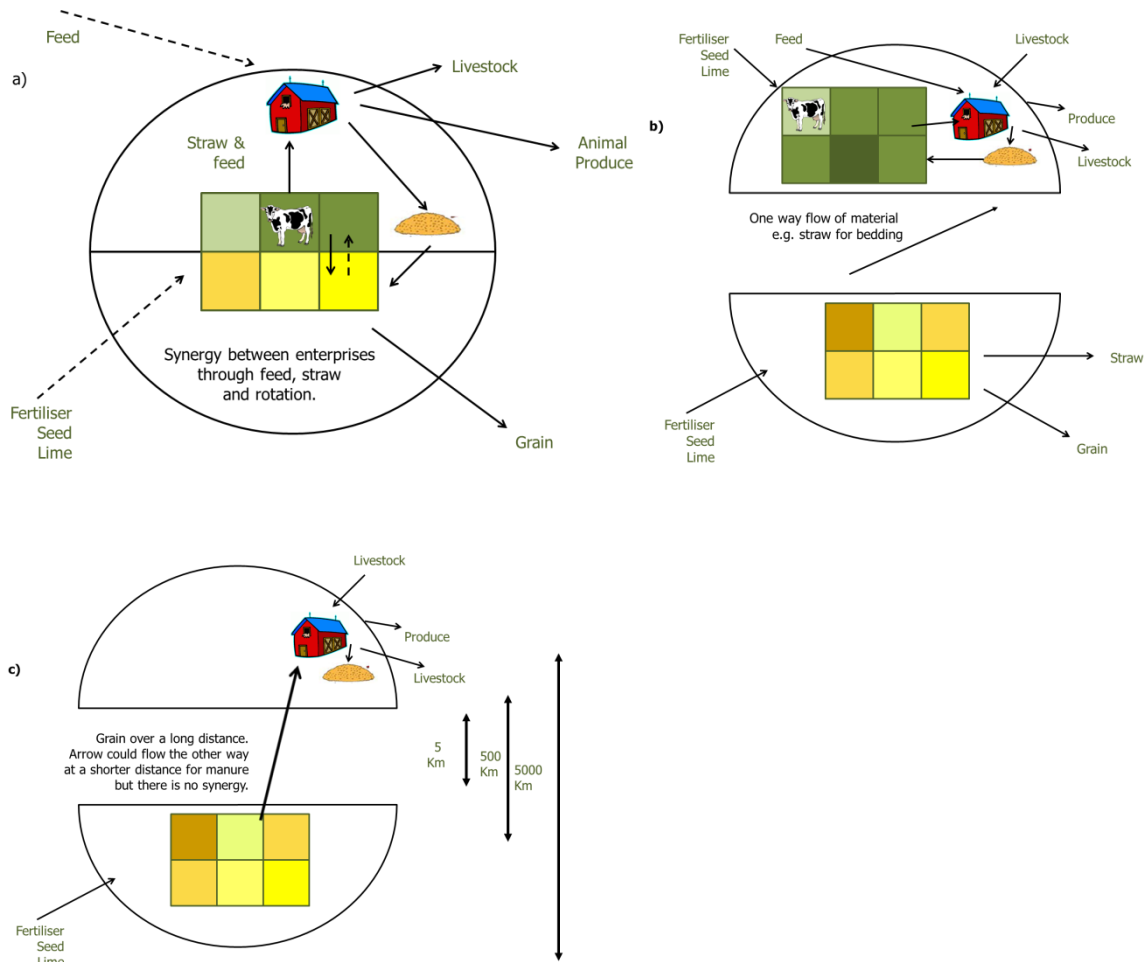 a)
Feed
Livestock
Straw &
feed
Animal
Produce
Synergy between enterprises
through feed, straw
and rotation.
Fertiliser
Seed
Lime
Grain
b)
Fertiliser
Seed
Lime
Feed
Livestock
Produce
Livestock
One way flow of material
e.g. straw for bedding
Straw
Fertiliser
Seed
Lime
Grain
c)
Livestock
Produce
Livestock
Grain over a long distance.
Arrow could flow the other way
at a shorter distance for manure
but there is no synergy.
5
Km
500
Km
5000
Km
Fertiliser
Seed
Lime